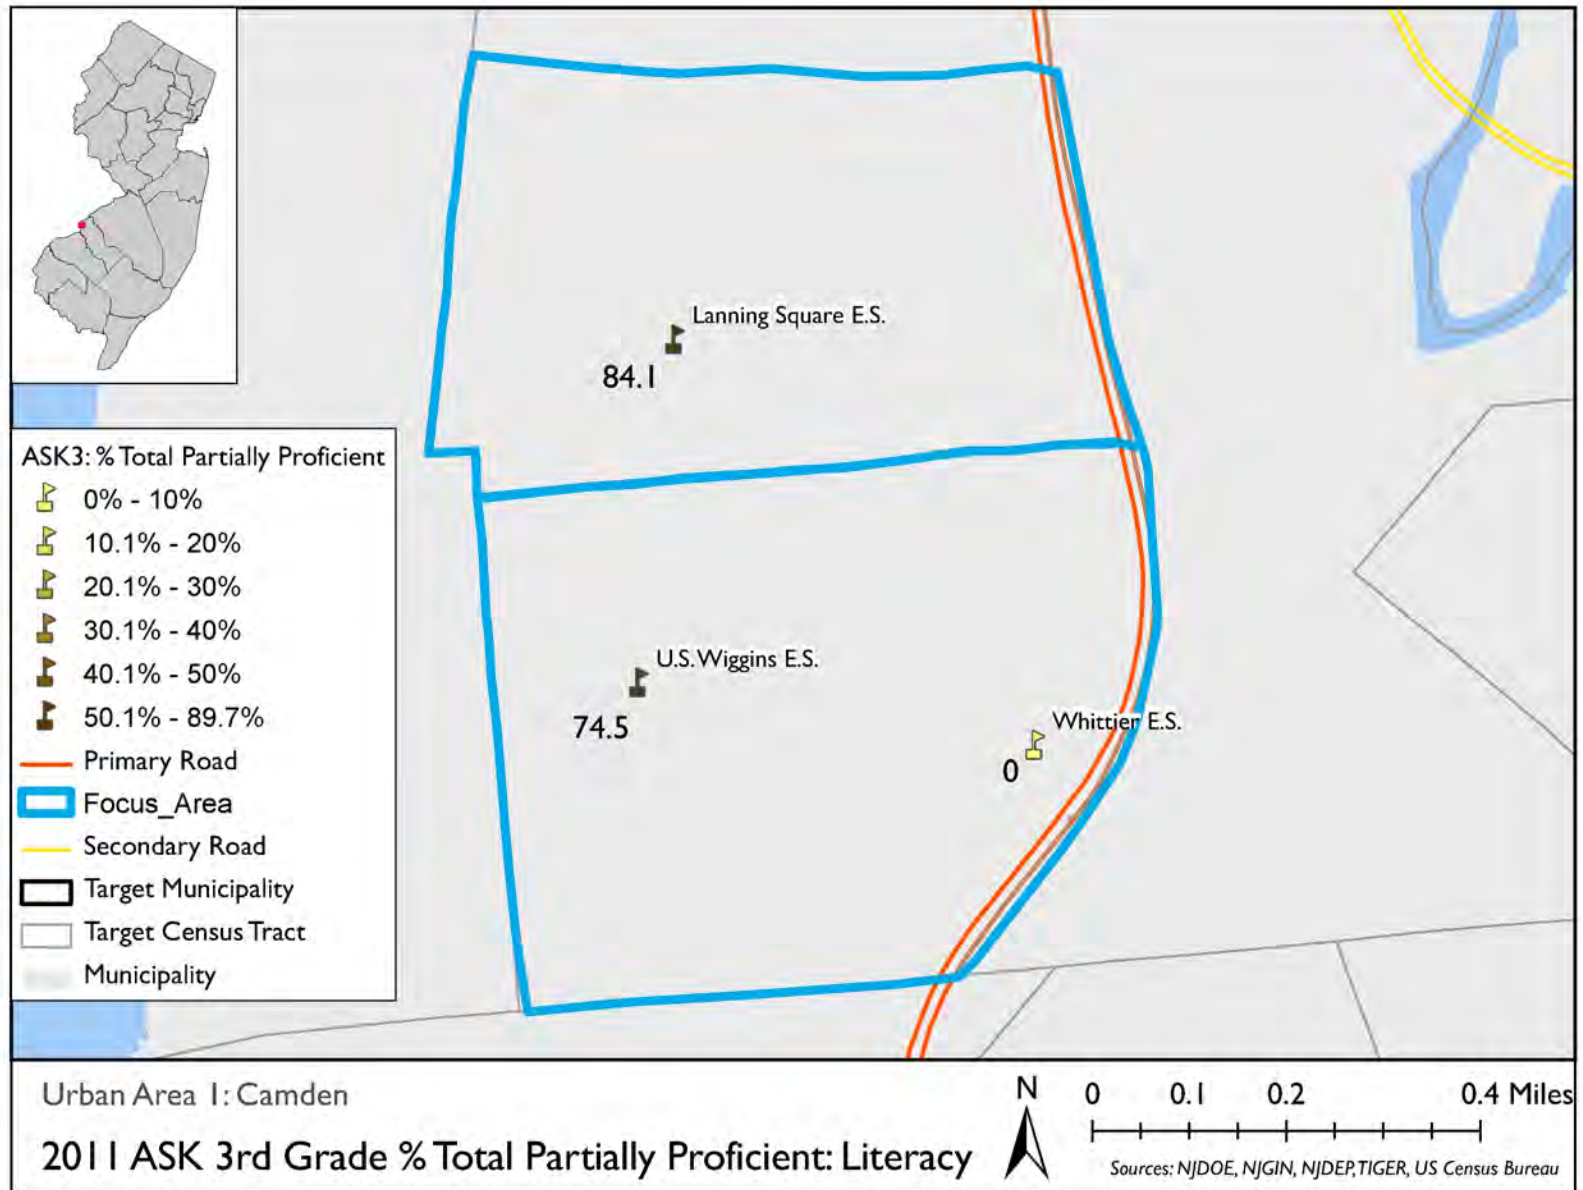 Lanning Square E.S.
84.1
U.S. Wiggins E.S.
74.5
Whittier E.S.
0
ASK3: % Total Partially Proficient
0% - 10%
10.1% - 20%
20.1% - 30%
30.1% - 40%
40.1% - 50%
50.1% - 89.7%
Primary Road
Focus_Area
Secondary Road
Target Municipality
Target Census Tract
Municipality
Urban Area 1: Camden
2011 ASK 3rd Grade % Total Partially Proficient: Literacy
N
0 0.1 0.2 0.4 Miles
Sources: NJDOE, NJGIN, NJDEP, TIGER, US Census Bureau